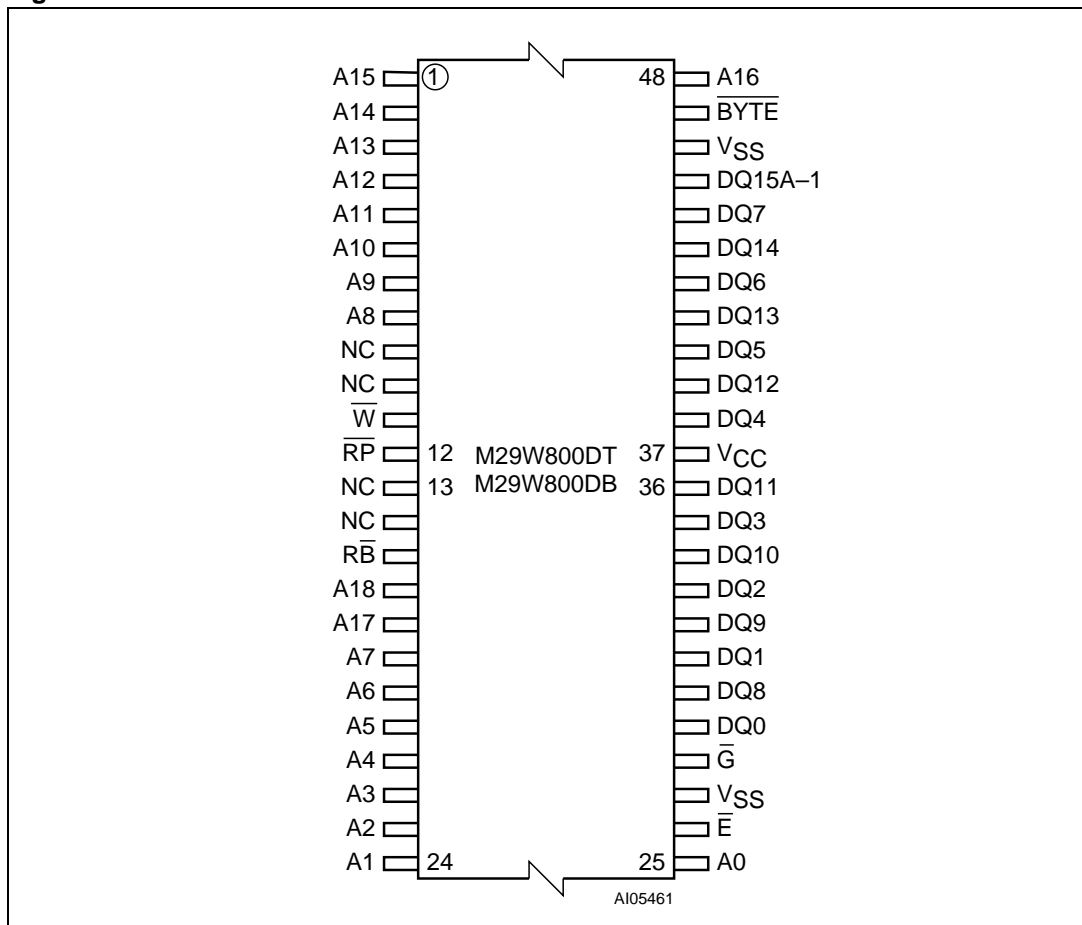 A15 1 48 A16
A14 B̅Y̅T̅E̅
A13 VSS
A12 DQ15A–1
A11 DQ7
A10 DQ14
A9 DQ6
A8 DQ13
NC DQ5
NC DQ12
W̅ DQ4
R̅P̅ 12 M29W800DT 37 VCC
NC 13 M29W800DB 36 DQ11
NC DQ3
RB̅ DQ10
A18 DQ2
A17 DQ9
A7 DQ1
A6 DQ8
A5 DQ0
A4 G̅
A3 VSS
A2 E̅
A1 24 25 A0
AI05461